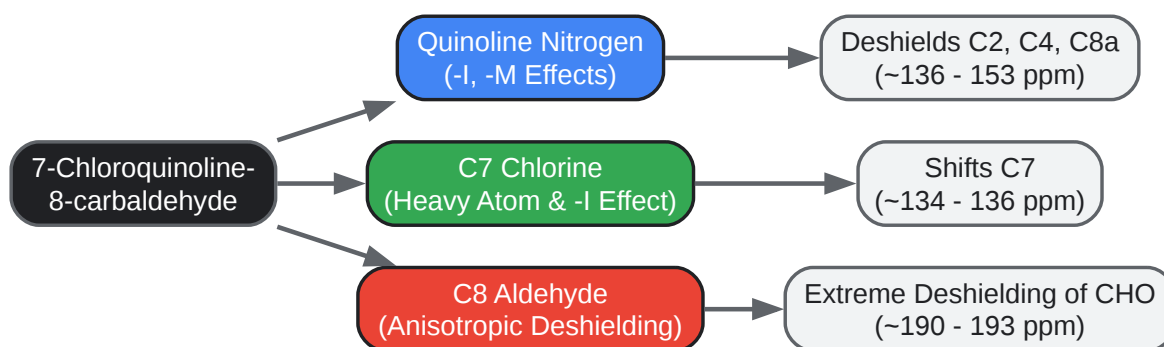 Quinoline Nitrogen
(-I, -M Effects)
Deshields C2, C4, C8a
(~136 - 153 ppm)
7-Chloroquinoline-
8-carbaldehyde
C7 Chlorine
(Heavy Atom & -I Effect)
Shifts C7
(~134 - 136 ppm)
C8 Aldehyde
(Anisotropic Deshielding)
Extreme Deshielding of CHO
(~190 - 193 ppm)